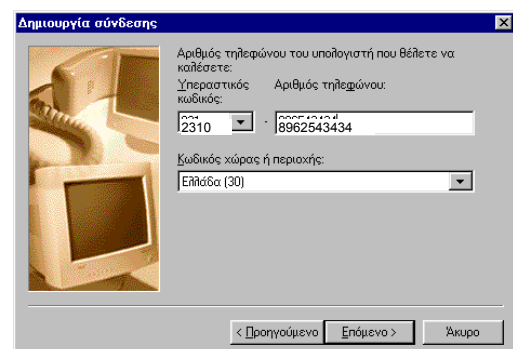 Δημιουργία σύνδεσης
Αριθμός τηλεφώνου του υπολογιστή που θέλετε να
καλέσετε:
Υπεραστικός
κωδικός:
Αριθμός τηλεφώνου:
2310 - 8962543434
Κωδικός χώρας ή περιοχής:
Ελλάδα (30)
< Προηγούμενο Επόμενο > Άκυρο